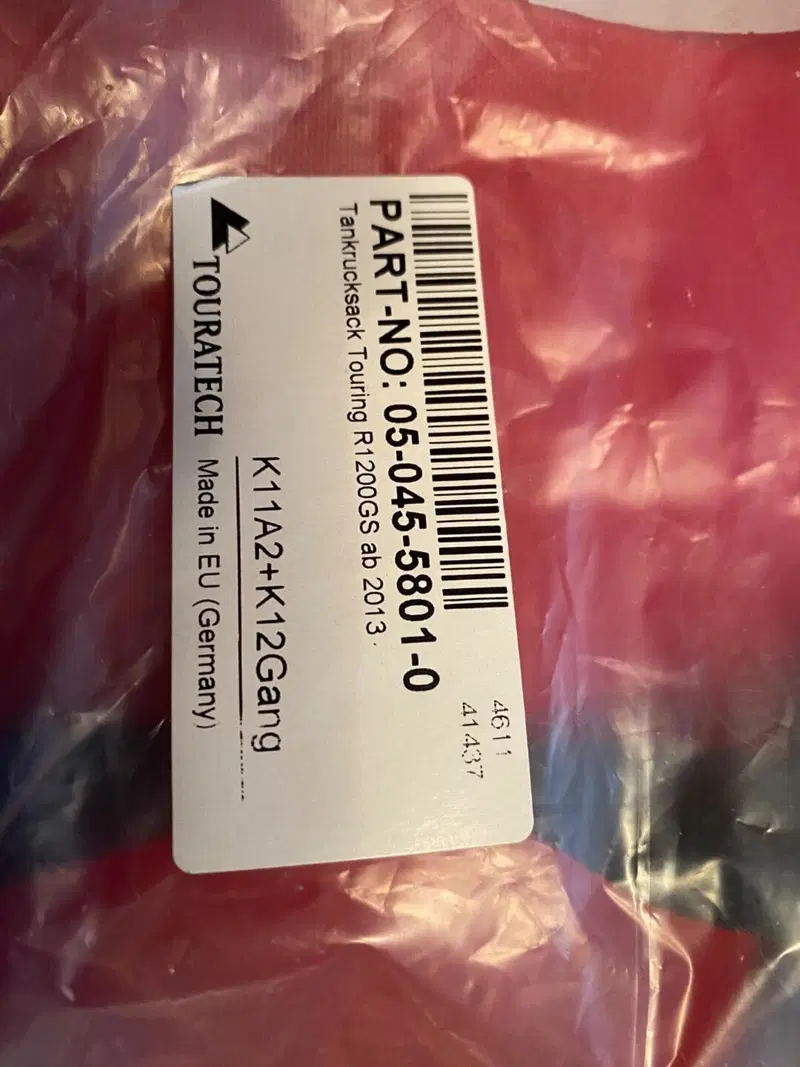 4611
41437
PART-NO: 05-045-5801-0
Tankrucksack Touring R1200GS ab 2013
K11A2+K12Gang
TOURATECH Made in EU (Germany)